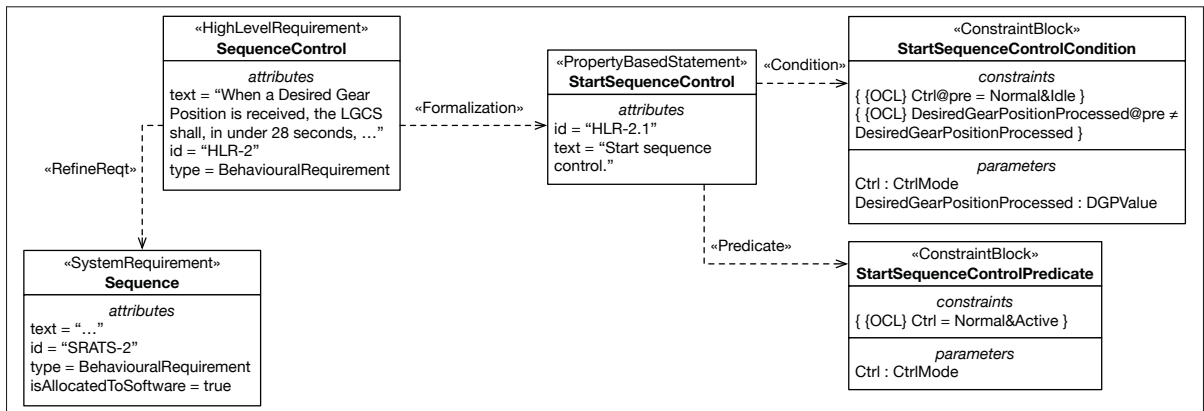 «HighLevelRequirement»
SequenceControl
attributes
text = “When a Desired Gear
Position is received, the LGCS
shall, in under 28 seconds, …”
id = “HLR-2”
type = BehaviouralRequirement
«RefineReqt»
«SystemRequirement»
Sequence
attributes
text = “…”
id = “SRATS-2”
type = BehaviouralRequirement
isAllocatedToSoftware = true
«Formalization»
«PropertyBasedStatement»
StartSequenceControl
attributes
id = “HLR-2.1”
text = “Start sequence
control.”
«Condition»
«ConstraintBlock»
StartSequenceControlCondition
constraints
{ {OCL} Ctrl@pre = Normal&Idle }
{ {OCL} DesiredGearPositionProcessed@pre ≠
DesiredGearPositionProcessed }
parameters
Ctrl : CtrlMode
DesiredGearPositionProcessed : DGPValue
«Predicate»
«ConstraintBlock»
StartSequenceControlPredicate
constraints
{ {OCL} Ctrl = Normal&Active }
parameters
Ctrl : CtrlMode